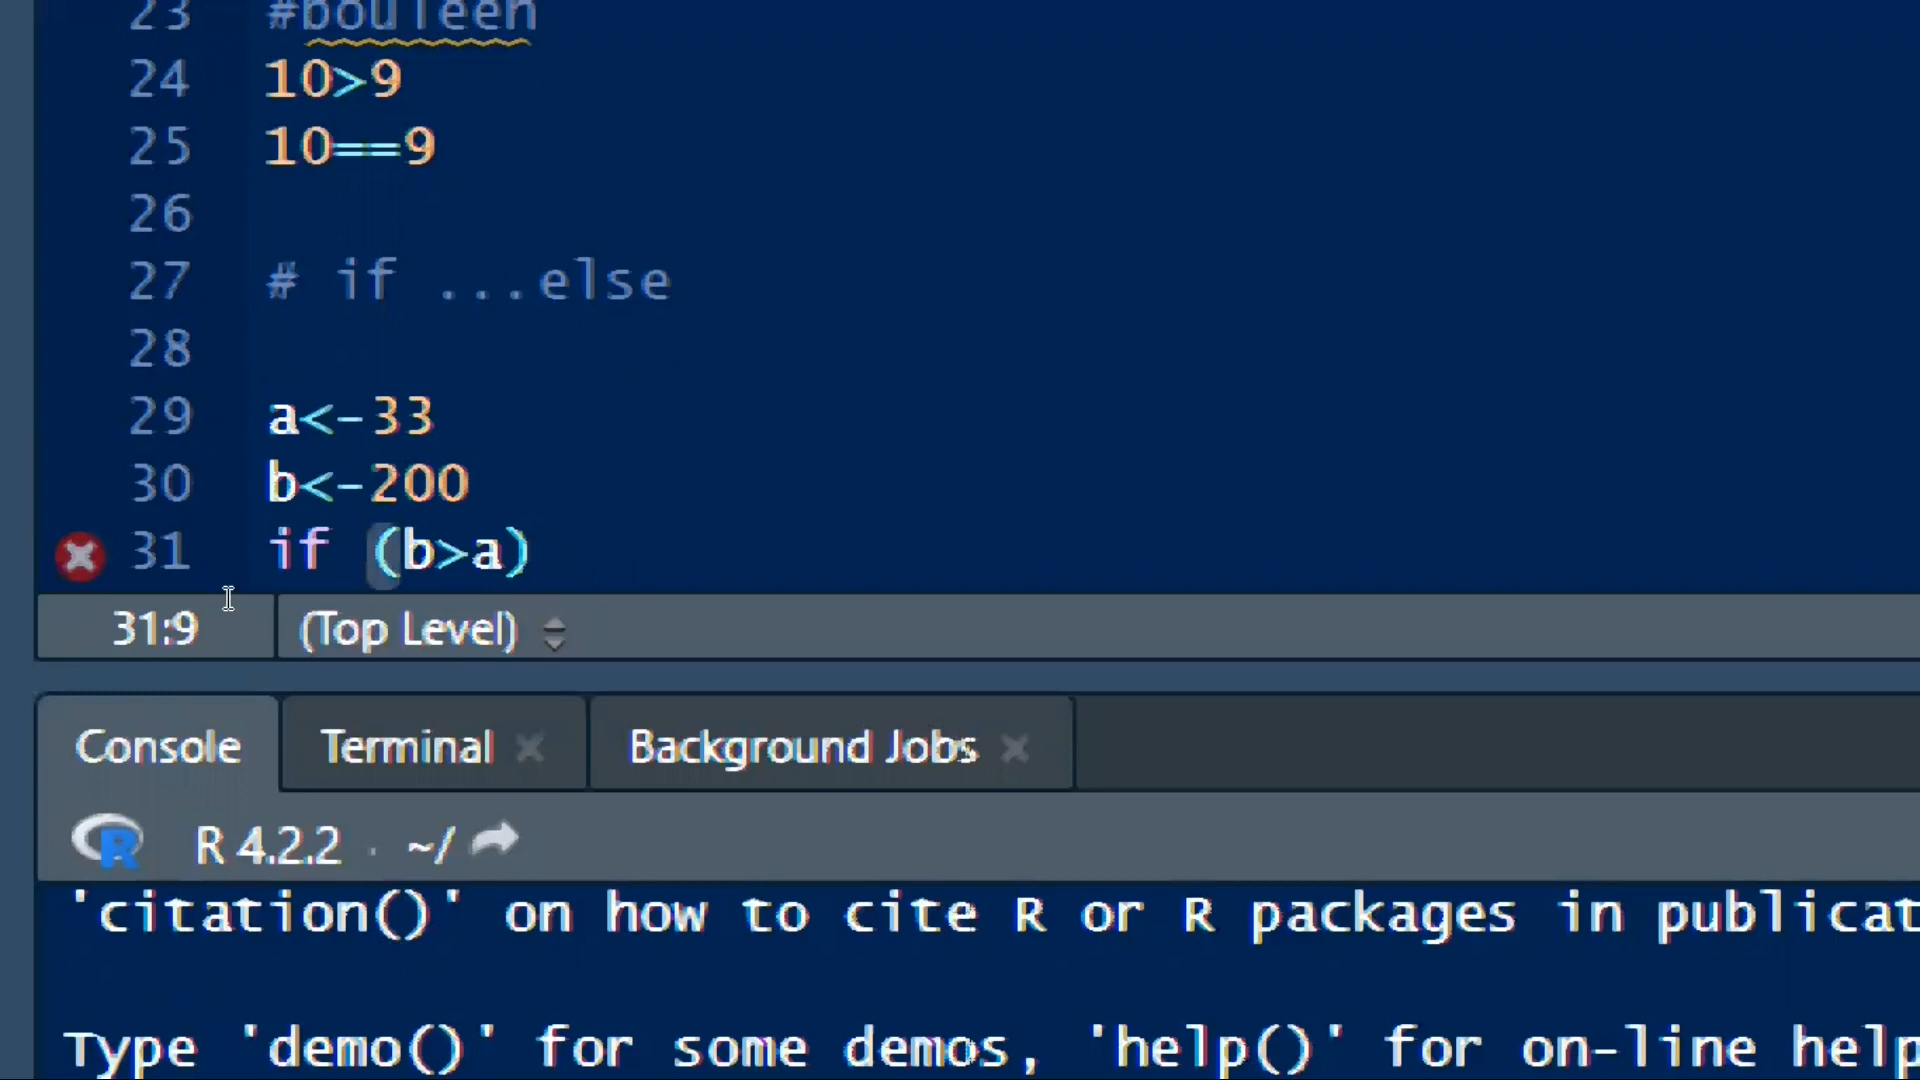 23 #bouleen
24 10>9
25 10==9
26
27 # if ...else
28
29 a<-33
30 b<-200
31 if (b>a)
31:9 (Top Level)
Console Terminal Background Jobs
R 4.2.2 · ~/
'citation()' on how to cite R or R packages in publicat
Type 'demo()' for some demos, 'help()' for on-line help